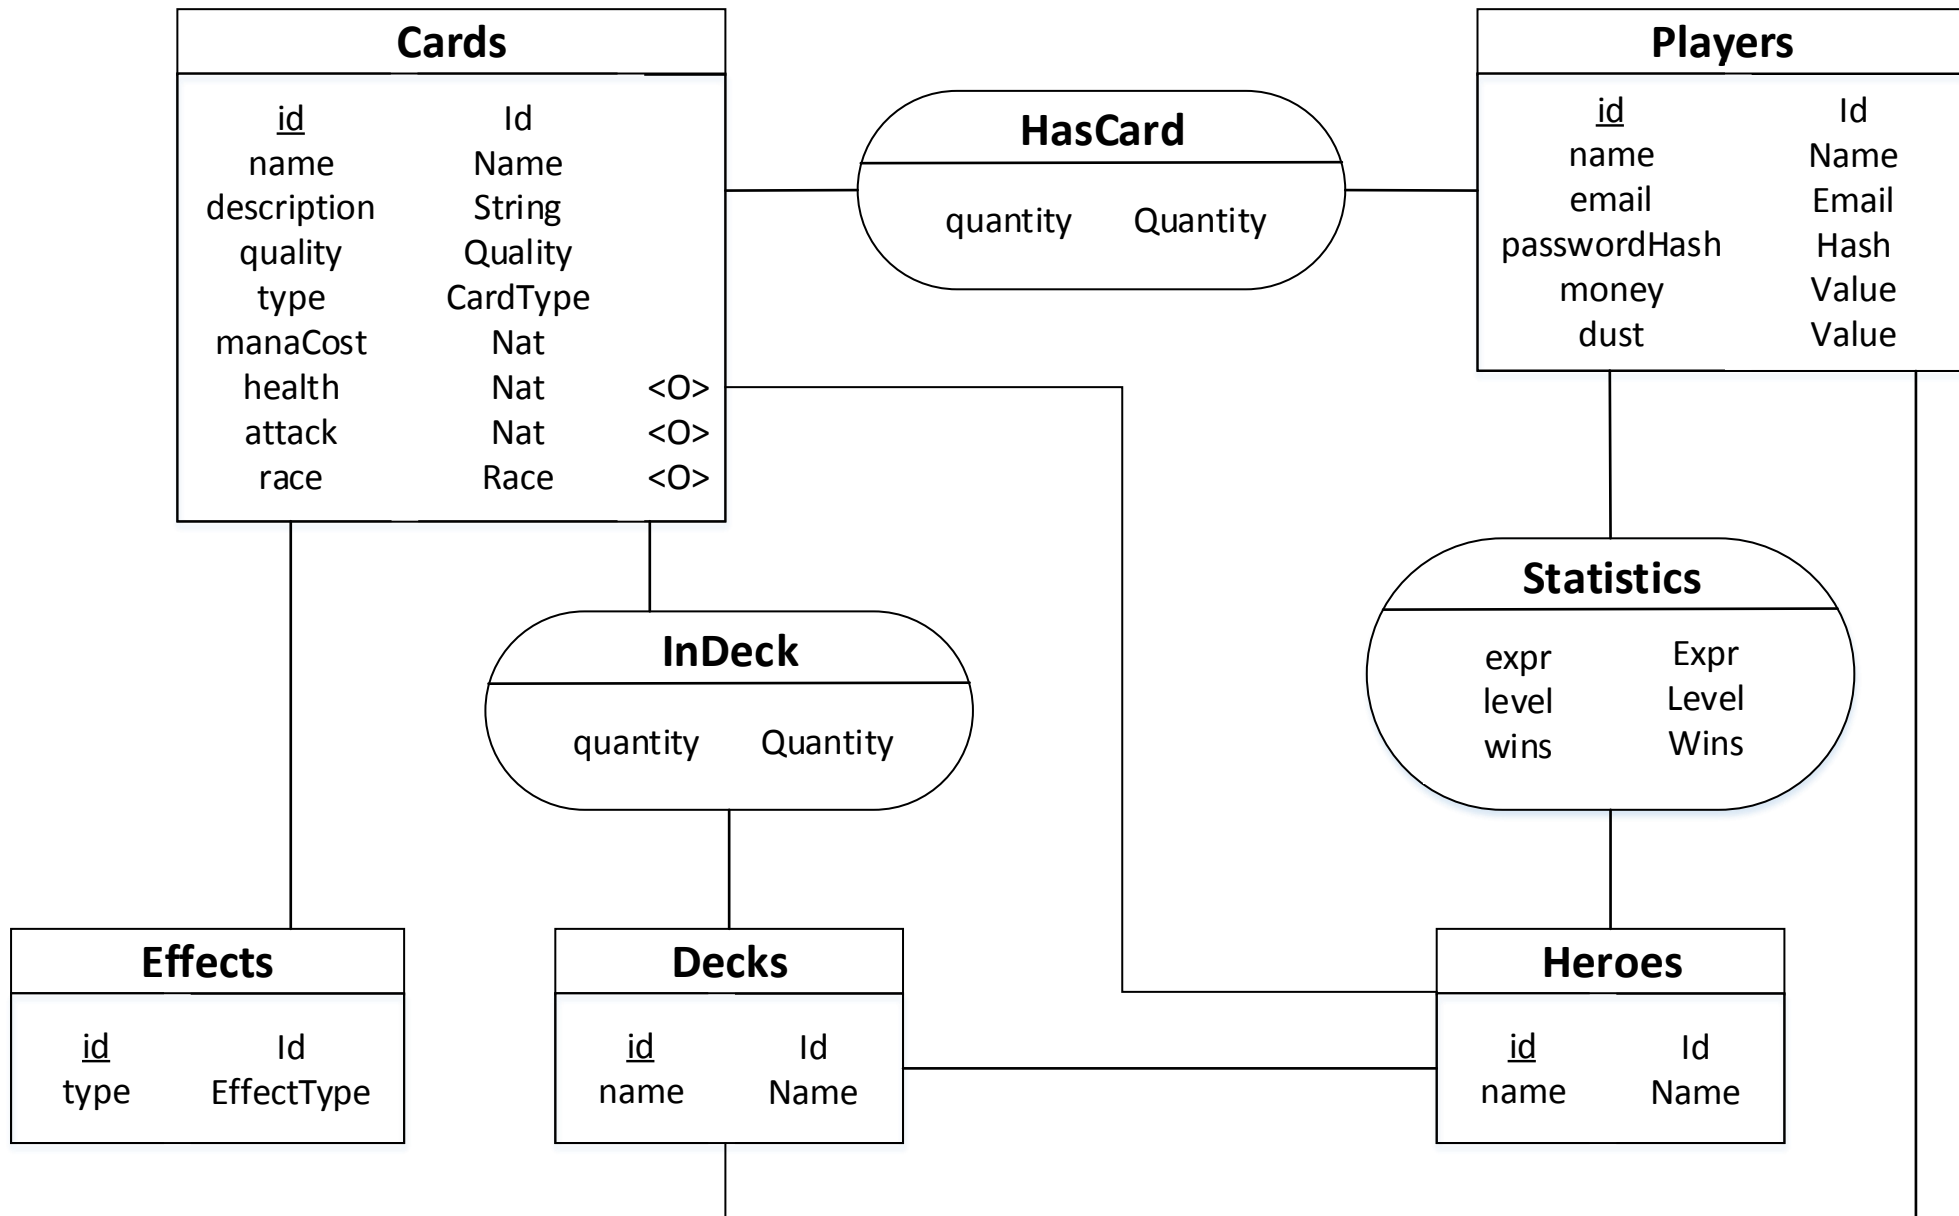 Cards
id Id
name Name
description String
quality Quality
type CardType
manaCost Nat
health Nat <O>
attack Nat <O>
race Race <O>
HasCard
quantity Quantity
Players
id Id
name Name
email Email
passwordHash Hash
money Value
dust Value
InDeck
quantity Quantity
Statistics
expr Expr
level Level
wins Wins
Effects
id Id
type EffectType
Decks
id Id
name Name
Heroes
id Id
name Name